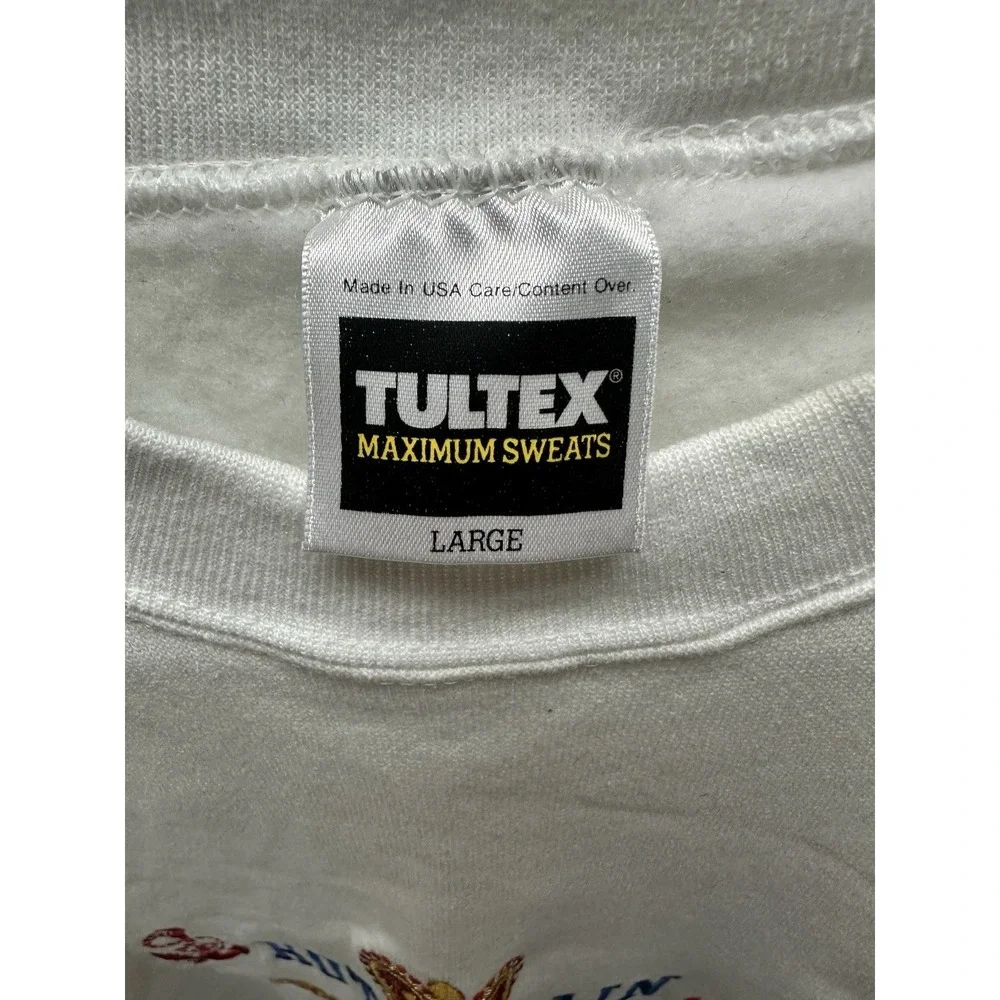 Made In USA Care/Content Over.
TULTEX®
MAXIMUM SWEATS
LARGE